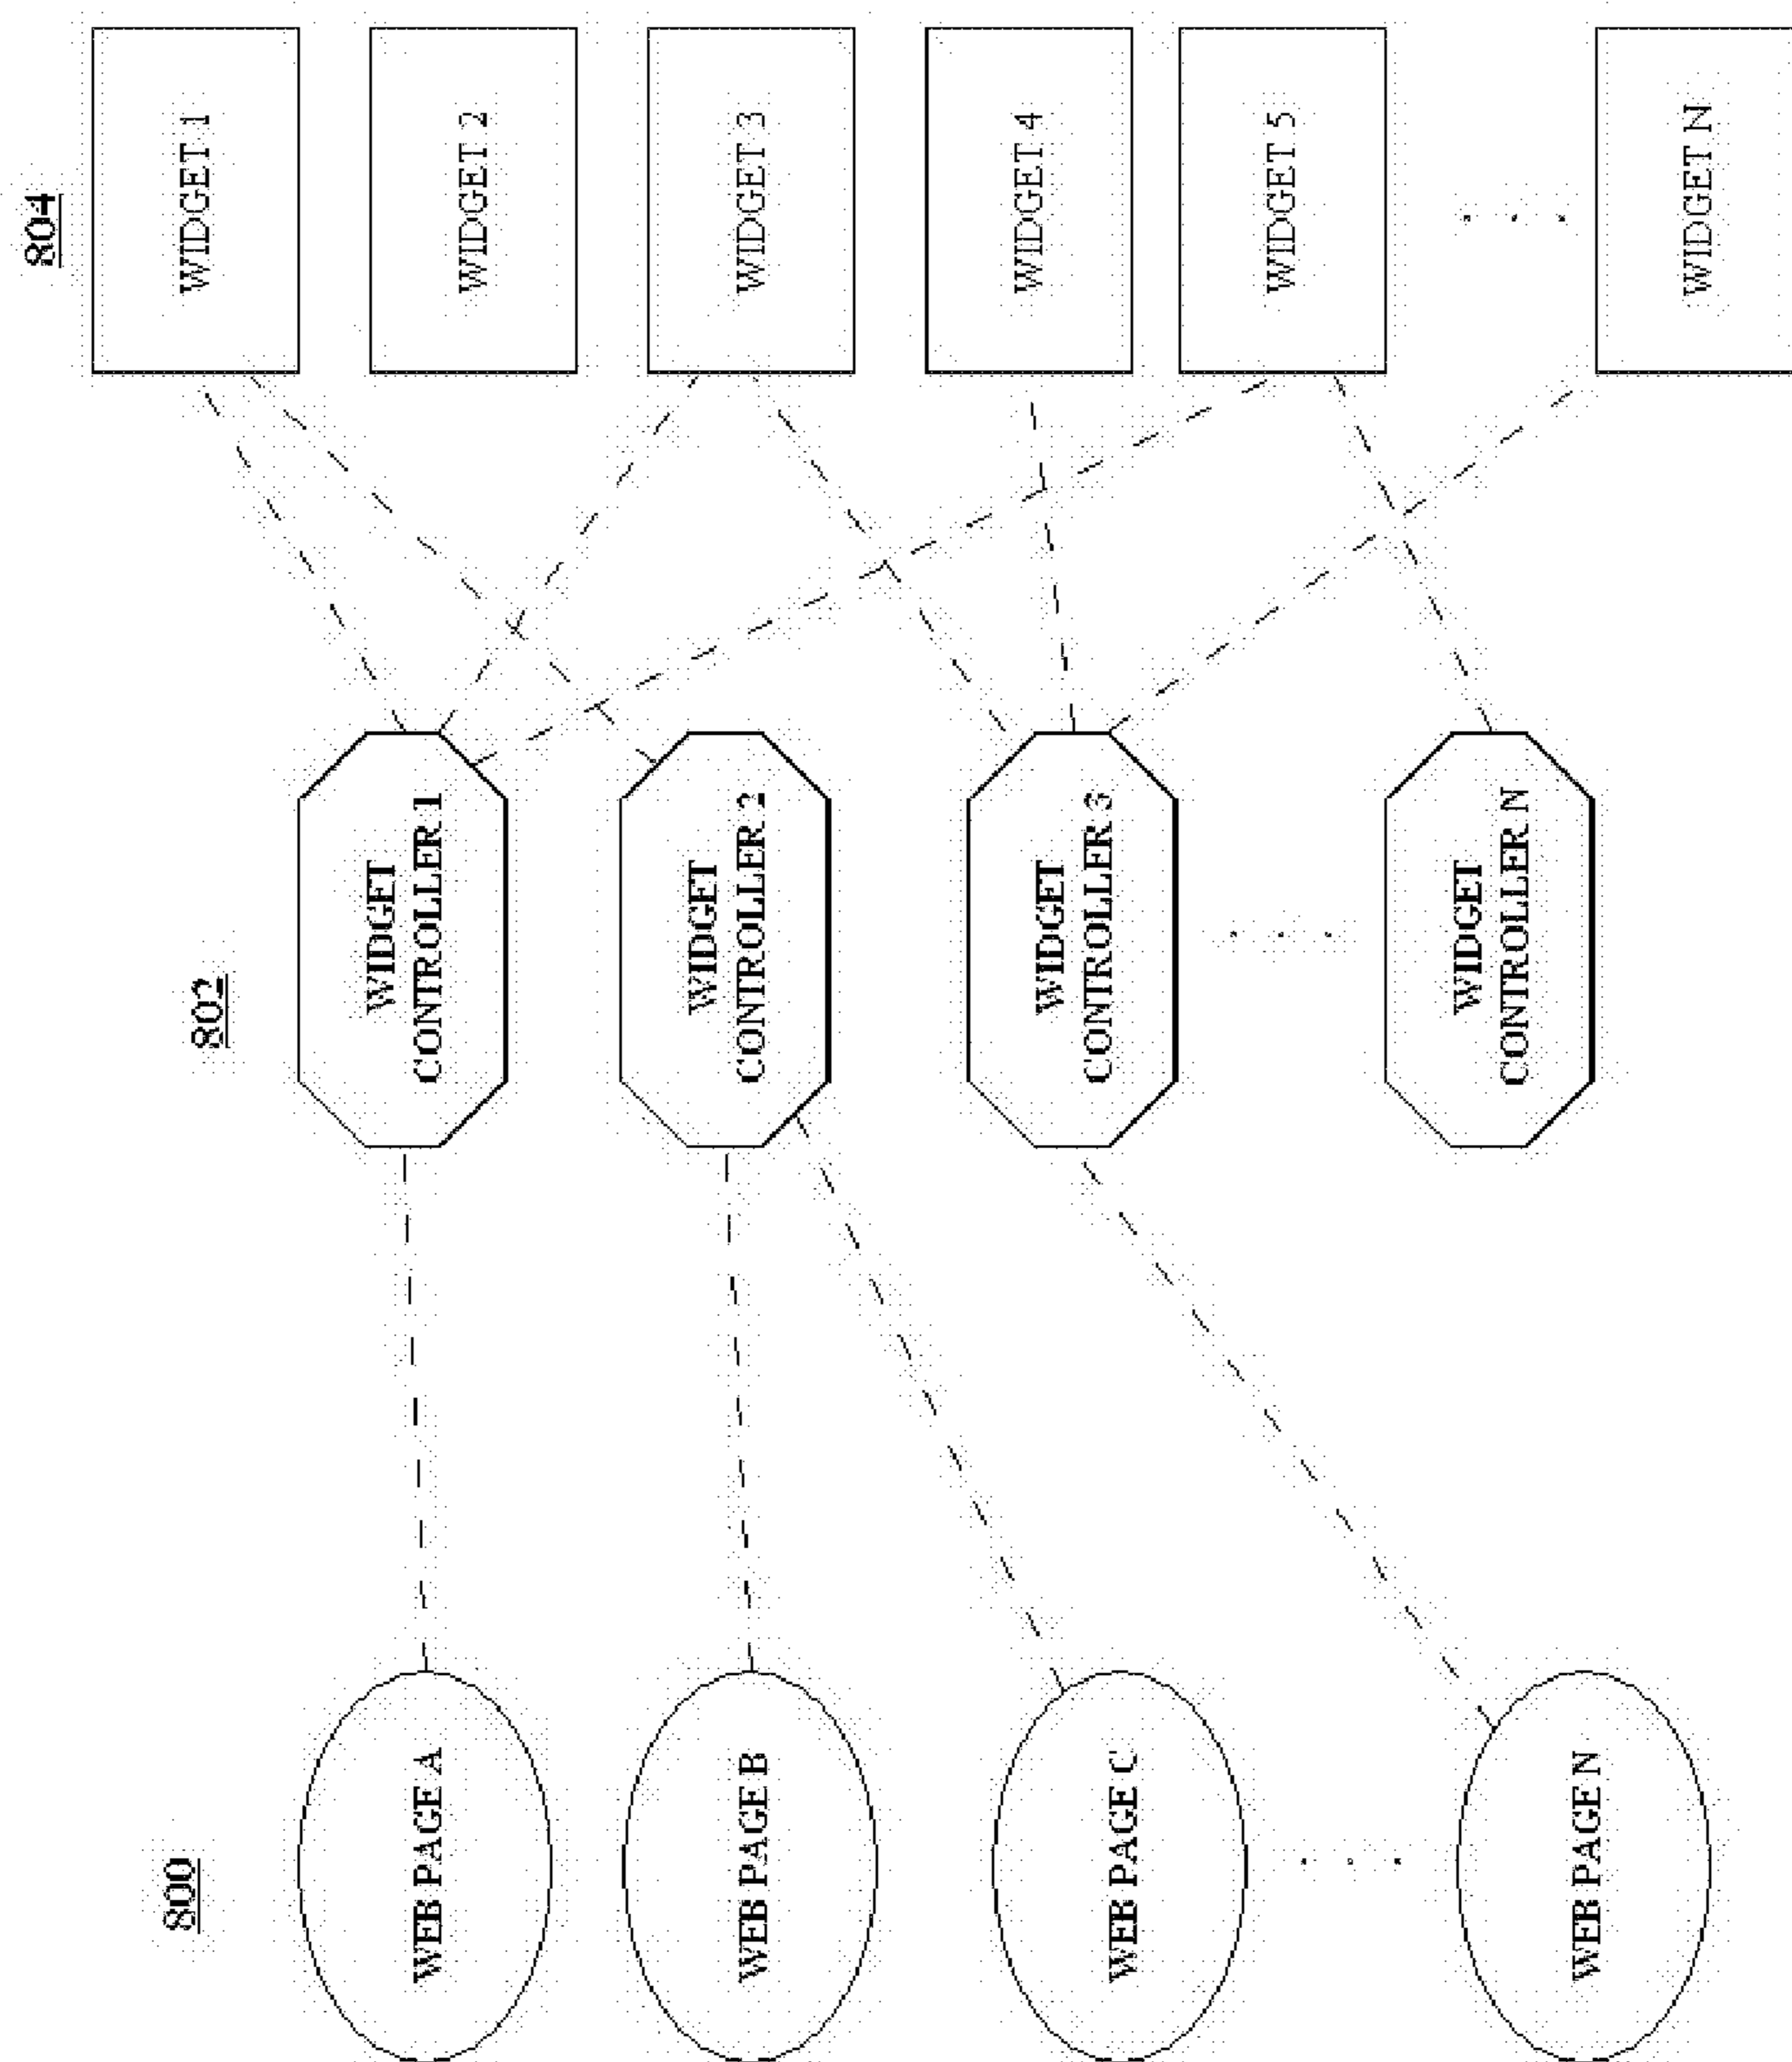 800
WEB PAGE A
WEB PAGE B
WEB PAGE C
WEB PAGE N
802
WIDGET
CONTROLLER 1
WIDGET
CONTROLLER 2
WIDGET
CONTROLLER 3
WIDGET
CONTROLLER N
804
WIDGET 1
WIDGET 2
WIDGET 3
WIDGET 4
WIDGET 5
WIDGET N